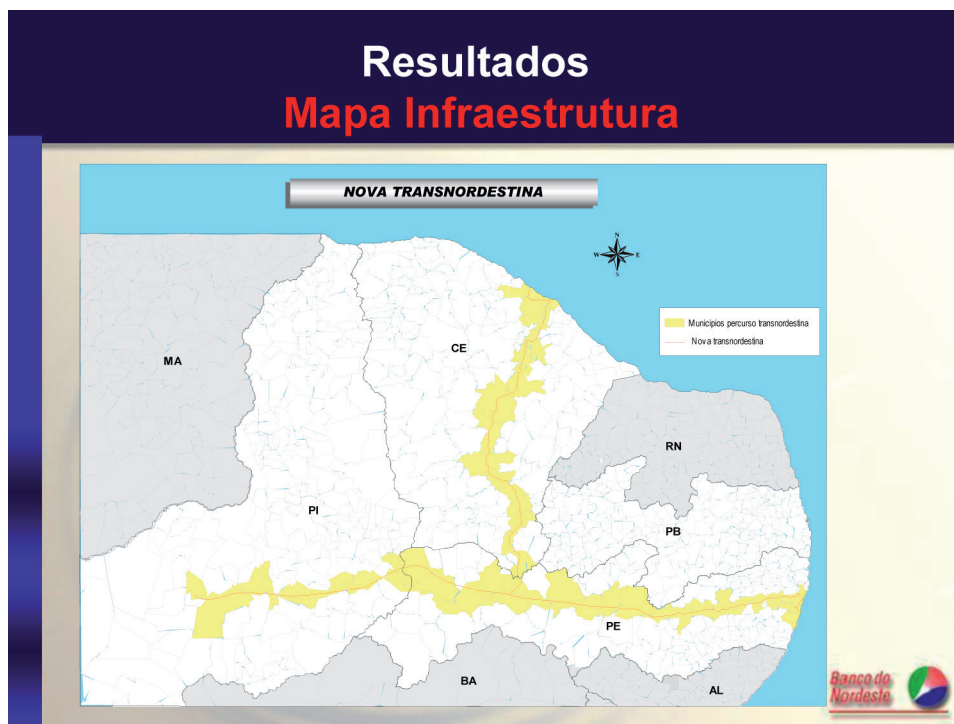 Resultados
Mapa Infraestrutura
NOVA TRANSNORDESTINA
N
W E
S
Municipios percurso transnordestina
Nova transnordestina
MA
CE
RN
PI
PB
PE
BA
AL
Banco do
Nordeste